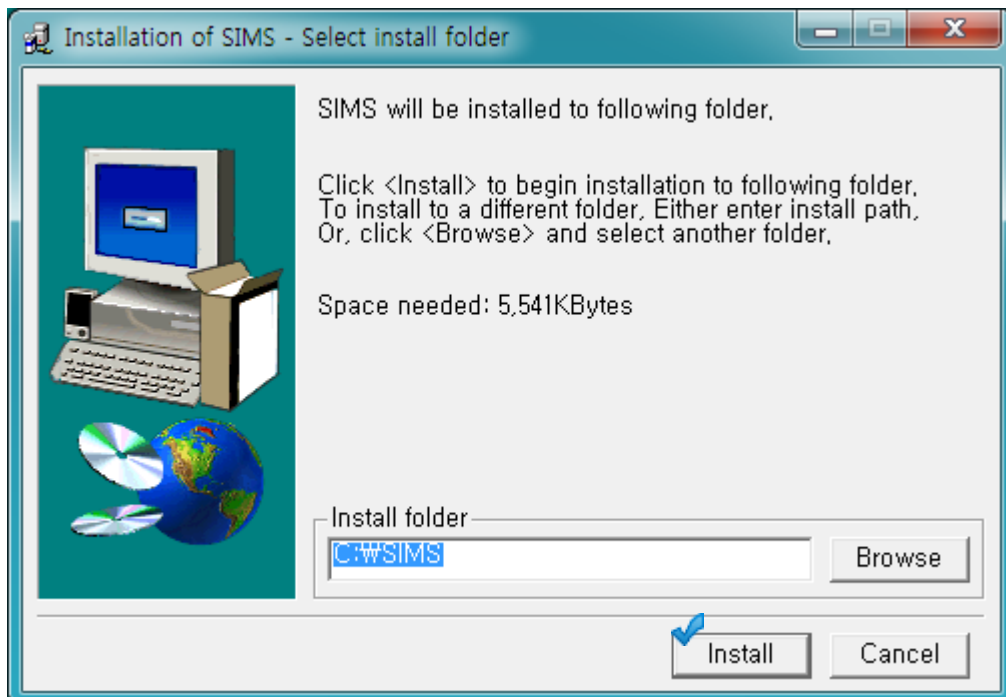 Installation of SIMS - Select install folder
SIMS will be installed to following folder,
Click <Install> to begin installation to following folder,
To install to a different folder, Either enter install path,
Or, click <Browse> and select another folder,
Space needed: 5,541KBytes
Install folder
C:₩SIMS
Browse
Install
Cancel